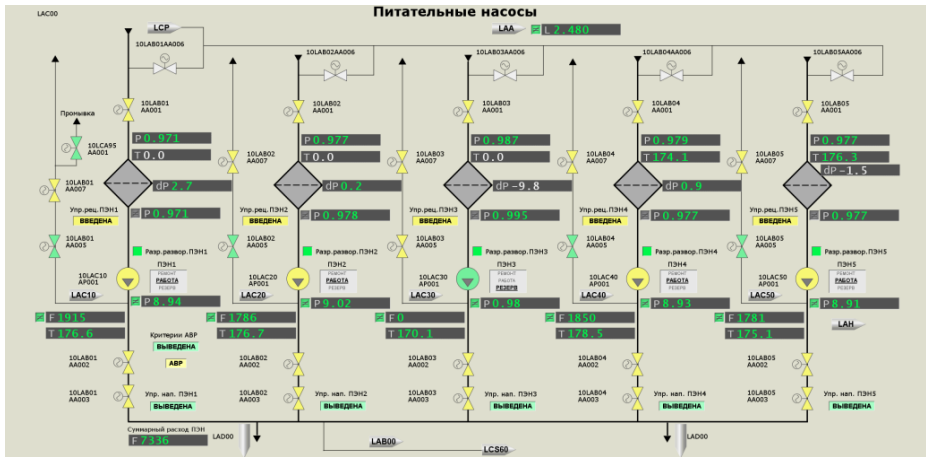 Питательные насосы
LAC00
LCP
LAA
L 2.480
10LAB01AA006
10LAB02AA006
10LAB03AA006
10LAB04AA006
10LAB05AA006
Промывка
10LCA95
AA001
10LAB01
AA001
10LAB02
AA001
10LAB03
AA001
10LAB04
AA001
10LAB05
AA001
P 0.971
T 0.0
P 0.977
T 0.0
P 0.987
T 0.0
P 0.979
T 174.1
P 0.977
T 176.3
10LAB01
AA007
10LAB02
AA007
10LAB03
AA007
10LAB04
AA007
10LAB05
AA007
dP 2.7
dP 0.2
dP -9.8
dP 0.9
dP -1.5
P 0.971
P 0.978
P 0.995
P 0.977
P 0.977
Упр.рец.ПЭН1
ВВЕДЕНА
Упр.рец.ПЭН2
ВВЕДЕНА
Упр.рец.ПЭН3
ВВЕДЕНА
Упр.рец.ПЭН4
ВВЕДЕНА
Упр.рец.ПЭН5
ВВЕДЕНА
10LAB01
AA005
10LAB02
AA005
10LAB03
AA005
10LAB04
AA005
10LAB05
AA005
Разр.развор.ПЭН1
Разр.развор.ПЭН2
Разр.развор.ПЭН3
Разр.развор.ПЭН4
Разр.развор.ПЭН5
10LAC10
AP001
ПЭН1
РЕМОНТ
РАБОТА
РЕЗЕРВ
10LAC20
AP001
ПЭН2
РЕМОНТ
РАБОТА
РЕЗЕРВ
10LAC30
AP001
ПЭН3
РЕМОНТ
РАБОТА
РЕЗЕРВ
10LAC40
AP001
ПЭН4
РЕМОНТ
РАБОТА
РЕЗЕРВ
10LAC50
AP001
ПЭН5
РЕМОНТ
РАБОТА
РЕЗЕРВ
LAC10
LAC20
LAC30
LAC40
LAC50
P 8.94
P 9.02
P 0.98
P 8.93
P 8.91
F 1915
T 176.6
F 1786
T 176.7
F 0
T 170.1
F 1850
T 178.5
F 1781
T 175.1
LAH
Критерии АВР
ВЫВЕДЕНА
АВР
10LAB01
AA002
10LAB02
AA002
10LAB03
AA002
10LAB04
AA002
10LAB05
AA002
10LAB01
AA003
10LAB02
AA003
10LAB03
AA003
10LAB04
AA003
10LAB05
AA003
Упр. нап. ПЭН1
ВЫВЕДЕНА
Упр. нап. ПЭН2
ВЫВЕДЕНА
Упр. нап. ПЭН3
ВЫВЕДЕНА
Упр. нап. ПЭН4
ВЫВЕДЕНА
Упр. нап. ПЭН5
ВЫВЕДЕНА
Суммарный расход ПЭН
F 7336
LAD00
LAD00
LAB00
LCS60